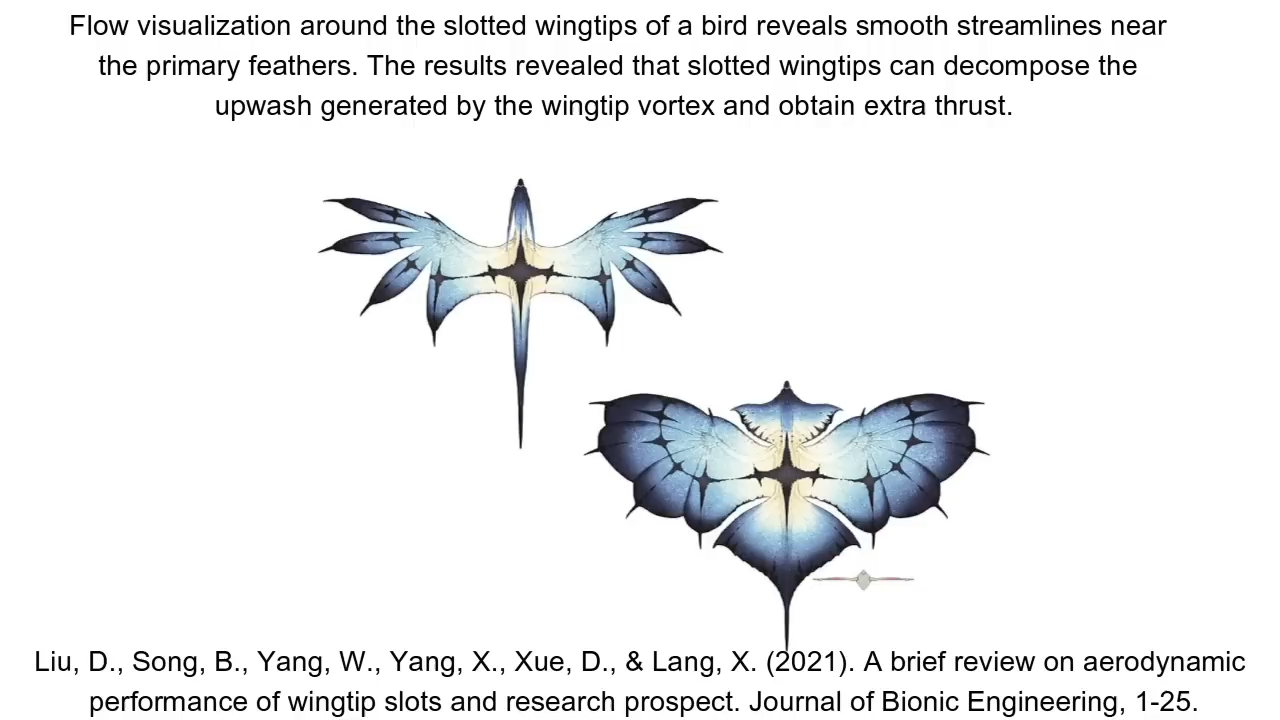 Flow visualization around the slotted wingtips of a bird reveals smooth streamlines near
the primary feathers. The results revealed that slotted wingtips can decompose the
upwash generated by the wingtip vortex and obtain extra thrust.
Liu, D., Song, B., Yang, W., Yang, X., Xue, D., & Lang, X. (2021). A brief review on aerodynamic
performance of wingtip slots and research prospect. Journal of Bionic Engineering, 1-25.